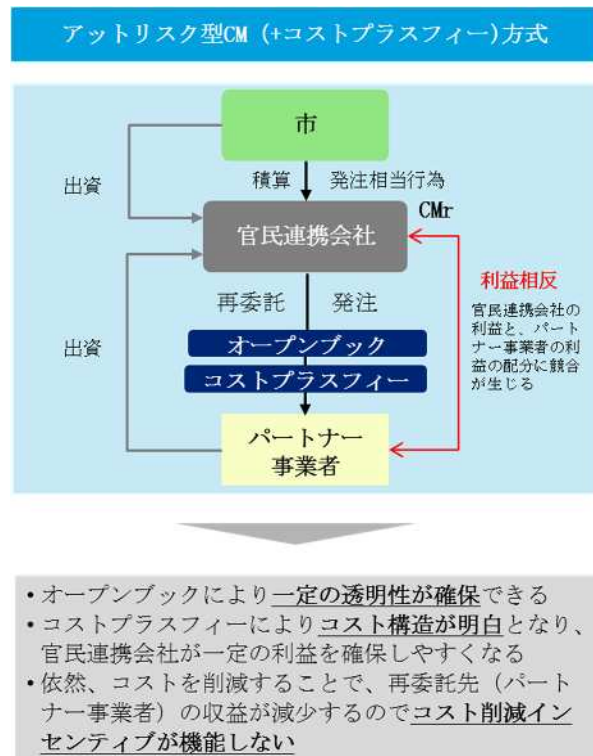 アットリスク型CM (+コストプラスフィー)方式
市
出資
積算
発注相当行為
CMr
官民連携会社
利益相反
官民連携会社の
利益と、パート
ナー事業者の利
益の配分に競合
が生じる
再委託
発注
出資
オープンブック
コストプラスフィー
パートナー
事業者
・オープンブックにより一定の透明性が確保できる
・コストプラスフィーによりコスト構造が明白となり、
官民連携会社が一定の利益を確保しやすくなる
・依然、コストを削減することで、再委託先（パート
ナー事業者）の収益が減少するのでコスト削減イン
センティブが機能しない